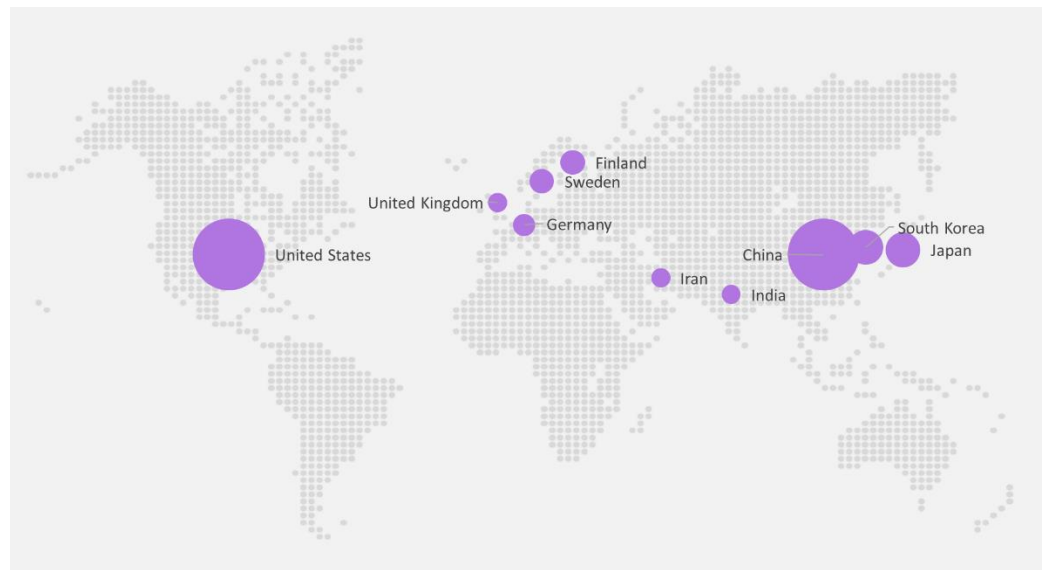 Finland
Sweden
United Kingdom
Germany
South Korea
United States
China
Japan
Iran
India